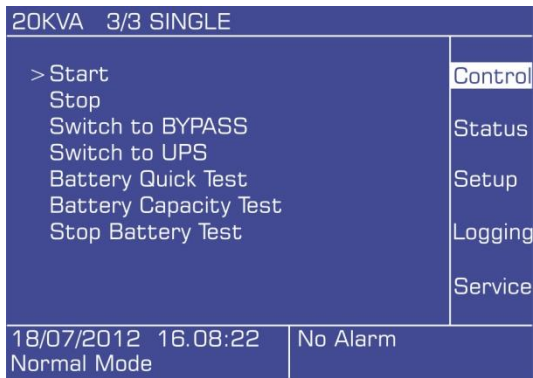 20KVA 3/3 SINGLE
> Start
Stop
Switch to BYPASS
Switch to UPS
Battery Quick Test
Battery Capacity Test
Stop Battery Test
Control
Status
Setup
Logging
Service
18/07/2012 16.08:22
Normal Mode
No Alarm